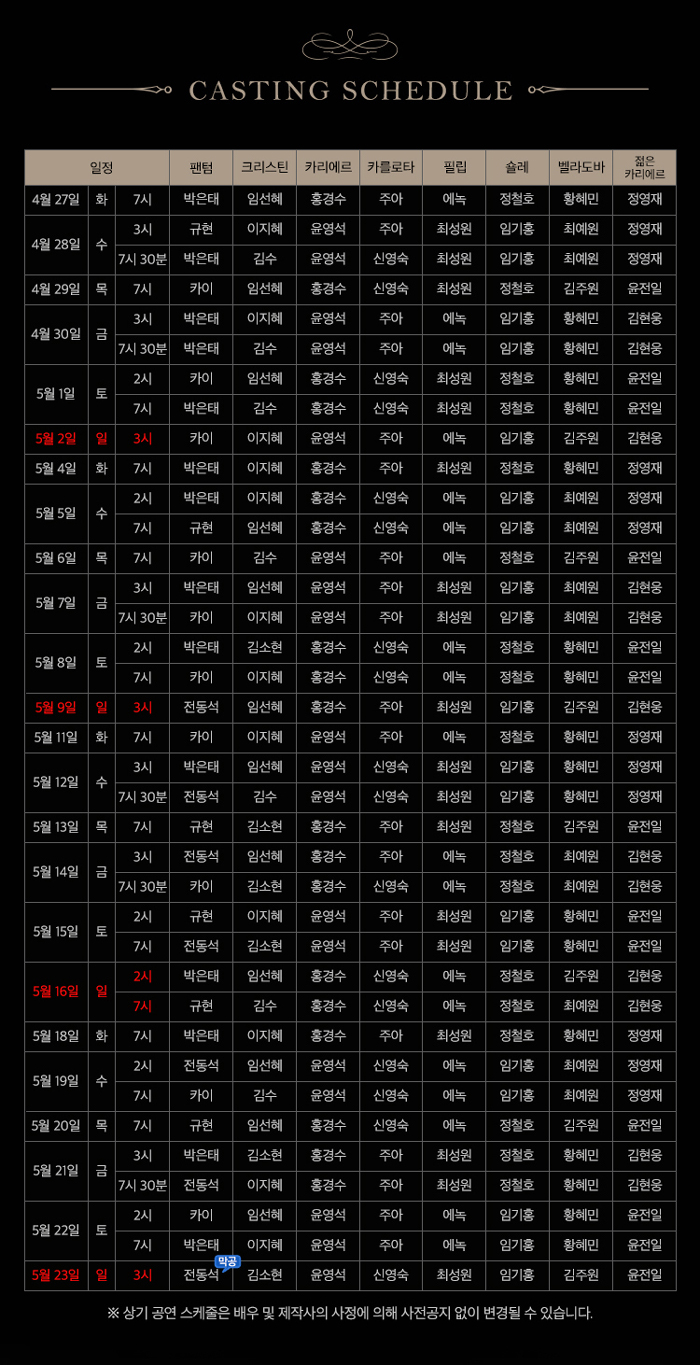 CASTING SCHEDULE
일정 팬텀 크리스틴 카리에르 카를로타 필립 숄레 벨라도바 젊은 카리에르
4월 27일 화 7시 박은태 임선혜 홍경수 주아 에녹 정철호 황혜민 정영재
4월 28일 수 3시 규현 이지혜 윤영석 주아 최성원 임기홍 최예원 정영재
7시 30분 박은태 김수 윤영석 신영숙 최성원 임기홍 최예원 정영재
4월 29일 목 7시 카이 임선혜 홍경수 신영숙 최성원 정철호 김주원 윤전일
4월 30일 금 3시 박은태 이지혜 윤영석 주아 에녹 임기홍 황혜민 김현웅
7시 30분 박은태 김수 윤영석 주아 에녹 임기홍 황혜민 김현웅
5월 1일 토 2시 카이 임선혜 홍경수 신영숙 최성원 정철호 황혜민 윤전일
7시 박은태 김수 홍경수 신영숙 최성원 정철호 황혜민 윤전일
5월 2일 일 3시 카이 이지혜 윤영석 주아 에녹 임기홍 김주원 김현웅
5월 4일 화 7시 박은태 이지혜 홍경수 주아 최성원 정철호 황혜민 정영재
5월 5일 수 2시 박은태 이지혜 홍경수 신영숙 에녹 임기홍 최예원 정영재
7시 규현 임선혜 홍경수 신영숙 에녹 임기홍 최예원 정영재
5월 6일 목 7시 카이 김수 윤영석 주아 에녹 정철호 김주원 윤전일
5월 7일 금 3시 박은태 임선혜 윤영석 주아 최성원 임기홍 최예원 김현웅
7시 30분 카이 이지혜 윤영석 주아 최성원 임기홍 최예원 김현웅
5월 8일 토 2시 박은태 김소현 홍경수 신영숙 에녹 정철호 황혜민 윤전일
7시 카이 이지혜 홍경수 신영숙 에녹 정철호 황혜민 윤전일
5월 9일 일 3시 전동석 임선혜 홍경수 주아 최성원 임기홍 김주원 김현웅
5월 11일 화 7시 카이 이지혜 윤영석 주아 에녹 정철호 황혜민 정영재
5월 12일 수 3시 박은태 임선혜 윤영석 신영숙 최성원 임기홍 황혜민 정영재
7시 30분 전동석 김수 윤영석 신영숙 최성원 임기홍 황혜민 정영재
5월 13일 목 7시 규현 김소현 홍경수 주아 최성원 정철호 김주원 윤전일
5월 14일 금 3시 전동석 임선혜 홍경수 주아 에녹 정철호 최예원 김현웅
7시 30분 카이 김소현 홍경수 신영숙 에녹 정철호 최예원 김현웅
5월 15일 토 2시 규현 이지혜 윤영석 주아 최성원 임기홍 황혜민 윤전일
7시 전동석 김소현 윤영석 주아 최성원 임기홍 황혜민 윤전일
5월 16일 일 2시 박은태 임선혜 홍경수 신영숙 에녹 정철호 김주원 김현웅
7시 규현 김수 홍경수 신영숙 에녹 정철호 최예원 김현웅
5월 18일 화 7시 박은태 이지혜 홍경수 주아 최성원 정철호 황혜민 정영재
5월 19일 수 2시 전동석 임선혜 윤영석 신영숙 에녹 임기홍 최예원 정영재
7시 카이 김수 윤영석 신영숙 에녹 임기홍 최예원 정영재
5월 20일 목 7시 규현 임선혜 홍경수 신영숙 에녹 정철호 김주원 윤전일
5월 21일 금 3시 박은태 김소현 홍경수 주아 최성원 정철호 황혜민 김현웅
7시 30분 전동석 이지혜 홍경수 주아 최성원 정철호 황혜민 김현웅
5월 22일 토 2시 카이 임선혜 윤영석 주아 에녹 임기홍 황혜민 윤전일
7시 박은태 이지혜 윤영석 주아 에녹 임기홍 황혜민 윤전일
막공
5월 23일 일 3시 전동석 김소현 윤영석 신영숙 최성원 임기홍 김주원 윤전일
※ 상기 공연 스케줄은 배우 및 제작사의 사정에 의해 사전공지 없이 변경될 수 있습니다.